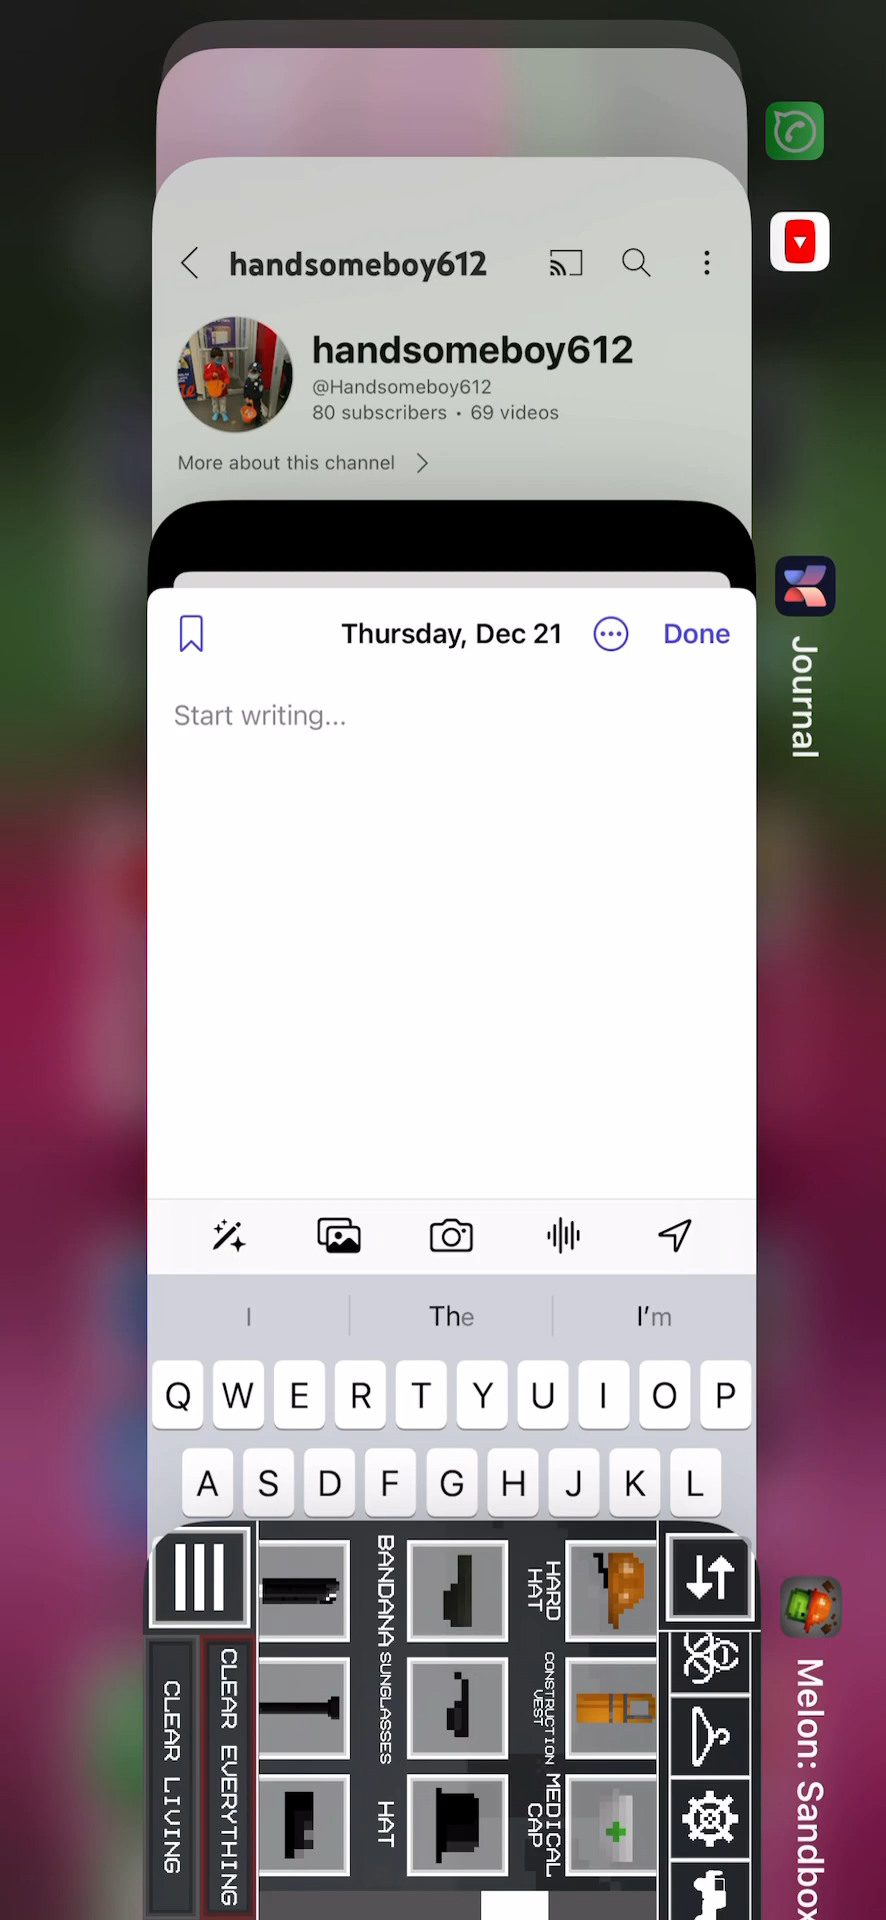 handsomeboy612
handsomeboy612
@Handsomeboy612
80 subscribers • 69 videos
More about this channel
Thursday, Dec 21
Done
Start writing...
Journal
I
The
I'm
Q W E R T Y U I O P
A S D F G H J K L
HARD HAT
CONSTRUCTION VEST
MEDICAL CAP
BANDANA
SUNGLASSES
HAT
CLEAR EVERYTHING
CLEAR LIVING
Melon: Sandbox